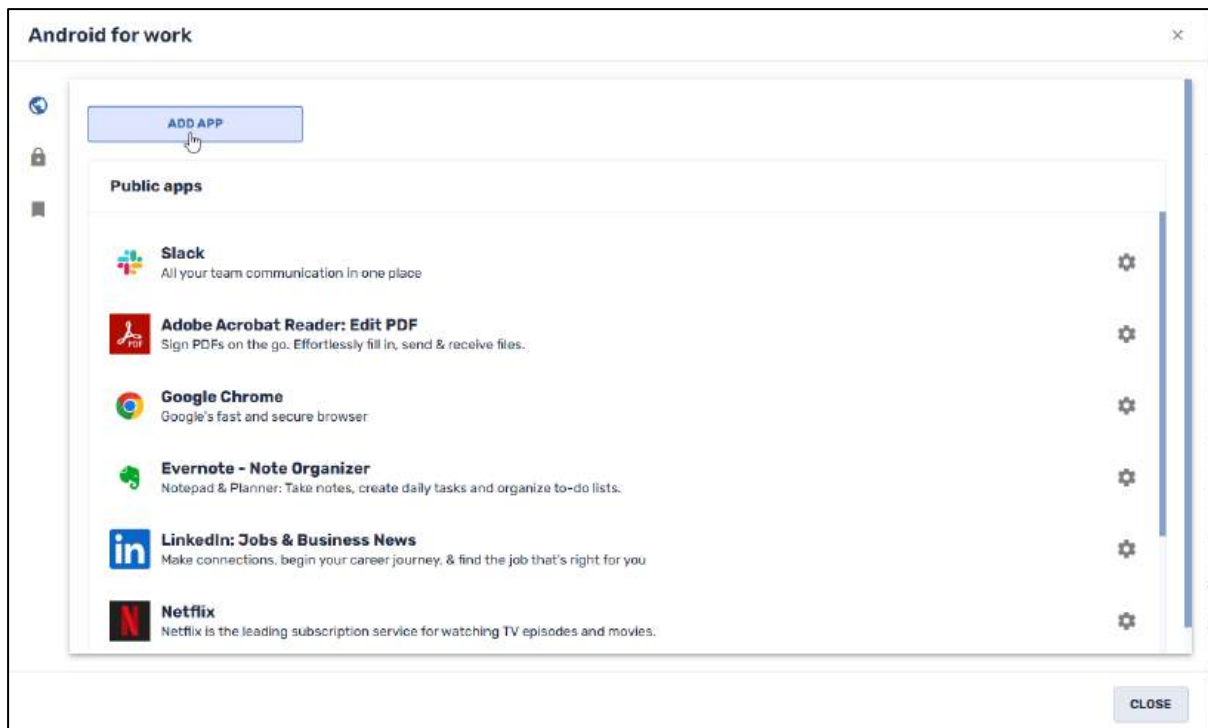 Android for work
ADD APP
Public apps
Slack
All your team communication in one place
PDF
Adobe Acrobat Reader: Edit PDF
Sign PDFs on the go. Effortlessly fill in, send & receive files.
Google Chrome
Google's fast and secure browser
Evernote - Note Organizer
Notepad & Planner: Take notes, create daily tasks and organize to-do lists.
in
LinkedIn: Jobs & Business News
Make connections, begin your career journey, & find the job that's right for you
N
Netflix
Netflix is the leading subscription service for watching TV episodes and movies.
CLOSE